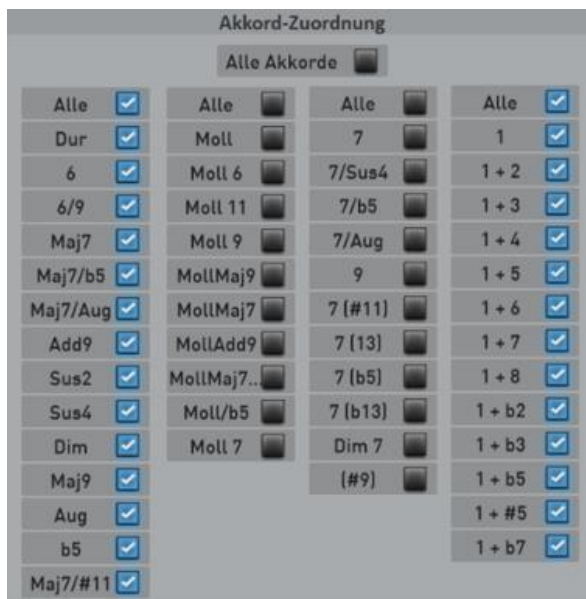 Akkord-Zuordnung
Alle Akkorde
Alle Alle Alle Alle
Dur Moll 7 1
6 Moll 6 7/Sus4 1 + 2
6/9 Moll 11 7/b5 1 + 3
Maj7 Moll 9 7/Aug 1 + 4
Maj7/b5 MollMaj9 9 1 + 5
Maj7/Aug MollMaj7 7 (#11) 1 + 6
Add9 MollAdd9 7 (13) 1 + 7
Sus2 MollMaj7... 7 (b5) 1 + 8
Sus4 Moll/b5 7 (b13) 1 + b2
Dim Moll 7 Dim 7 1 + b3
Maj9 (#9) 1 + b5
Aug 1 + #5
b5 1 + b7
Maj7/#11